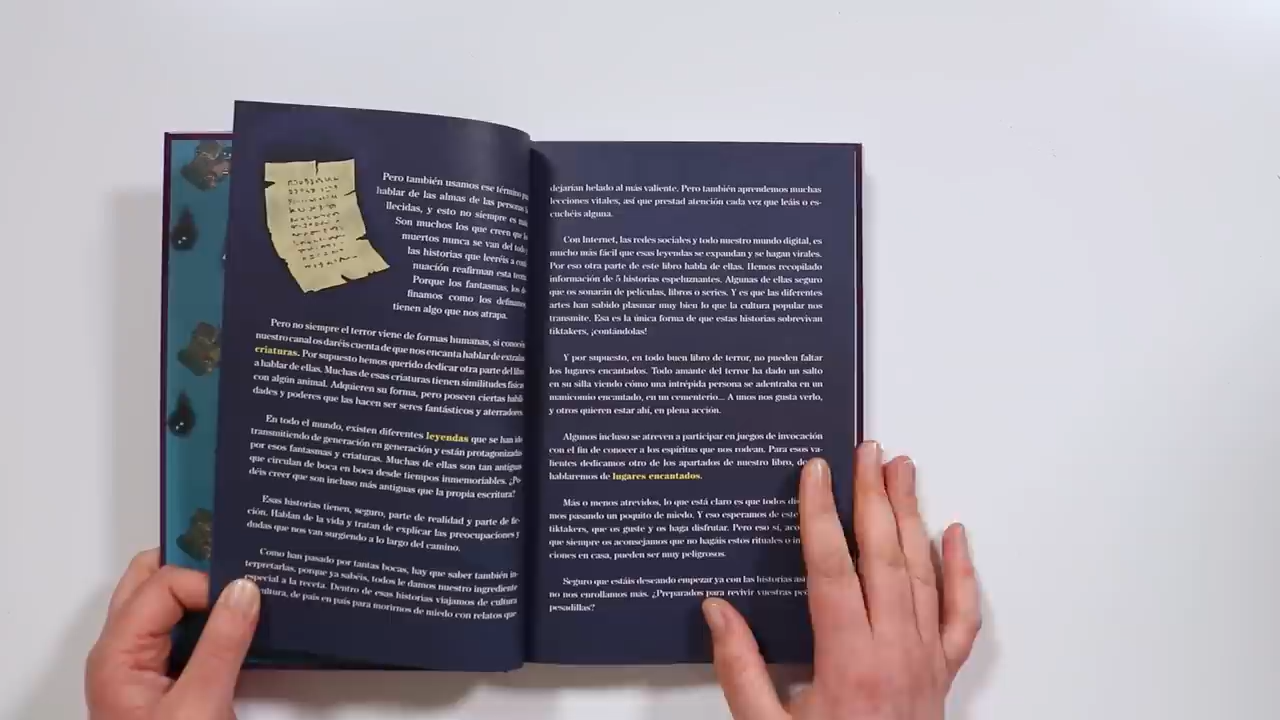 Pero también usamos ese término
hablar de las almas de las personas
llecidas, y esto no siempre es
Son muchos los que creen que
muertos nunca se van del
las historias que leeréis a
nuación reafirman esta
Porque los fantasmas, los
finamos como los definamos,
tienen algo que nos atrapa.
Pero no siempre el terror viene de formas humanas, si
nuestro canal os daréis cuenta de que nos encanta hablar de
criaturas. Por supuesto hemos querido dedicar otra parte del
a hablar de ellas. Muchas de esas criaturas tienen similitudes
con algún animal. Adquieren su forma, pero poseen ciertas
dades y poderes que las hacen ser seres fantásticos y
En todo el mundo, existen diferentes leyendas que se han
transmitiendo de generación en generación y están
por esos fantasmas y criaturas. Muchas de ellas son tan
que circulan de boca en boca desde tiempos inmemoriables. ¿Po-
déis creer que son incluso más antiguas que la propia escritura?
Esas historias tienen, seguro, parte de realidad y parte de fic-
ción. Hablan de la vida y tratan de explicar las preocupaciones y
dudas que nos van surgiendo a lo largo del camino.
Como han pasado por tantas bocas, hay que saber también in-
terpretarlas, porque ya sabéis, todos le damos nuestro ingrediente
especial a la receta. Dentro de esas historias viajamos de cultura
cultura, de país en país para morirnos de miedo con relatos que
dejarían helado al más valiente. Pero también aprendemos muchas
lecciones vitales, así que prestad atención cada vez que leáis o es-
cuchéis alguna.
Con Internet, las redes sociales y todo nuestro mundo digital, es
mucho más fácil que esas leyendas se expandan y se hagan virales.
Por eso otra parte de este libro habla de ellas. Hemos recopilado
información de 5 historias espeluznantes. Algunas de ellas seguro
que os sonarán de películas, libros o series. Y es que las diferentes
artes han sabido plasmar muy bien lo que la cultura popular nos
transmite. Esa es la única forma de que estas historias sobrevivan
tiktakers, ¡contándolas!
Y por supuesto, en todo buen libro de terror, no pueden faltar
los lugares encantados. Todo amante del terror ha dado un salto
en su silla viendo cómo una intrépida persona se adentraba en un
manicomio encantado, en un cementerio... A unos nos gusta verlo,
y otros quieren estar ahí, en plena acción.
Algunos incluso se atreven a participar en juegos de invocación
con el fin de conocer a los espíritus que nos rodean. Para esos va-
lientes dedicamos otro de los apartados de nuestro libro,
hablaremos de lugares encantados.
Más o menos atrevidos, lo que está claro es que todos
mos pasando un poquito de miedo. Y eso esperamos de este
tiktakers, que os guste y os haga disfrutar. Pero eso sí,
que siempre os aconsejamos que no hagáis estos rituales o
ciones en casa, pueden ser muy peligrosos.
Seguro que estáis deseando empezar ya con las historias así
no nos enrollamos más. ¿Preparados para revivir vuestras
pesadillas?